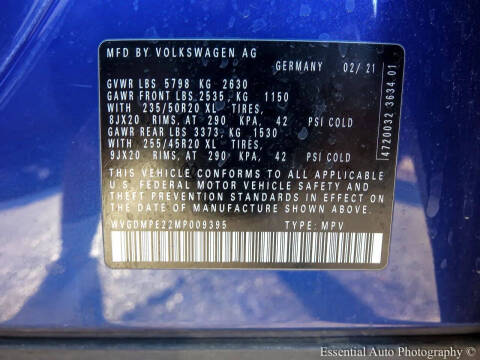 MFD BY VOLKSWAGEN AG
GERMANY 02/21
GVWR LBS 5798 KG 2630
GAWR FRONT LBS.2535, KG 1150
WITH 235/50R20 XL TIRES,
8JX20 RIMS, AT 290 KPA, 42 PSI COLD
GAWR REAR LBS 3373, KG 1530
WITH 255/45R20 XL TIRES,
9JX20 RIMS, AT 290 KPA, 42 PSI COLD
THIS VEHICLE CONFORMS TO ALL APPLICABLE
U.S. FEDERAL MOTOR VEHICLE SAFETY AND
THEFT PREVENTION STANDARDS IN EFFECT ON THE
DATE OF MANUFACTURE SHOWN ABOVE.
WVGDMPE22MP009395 TYPE: MPV
4720032 3634 01
Essential Auto Photography ©